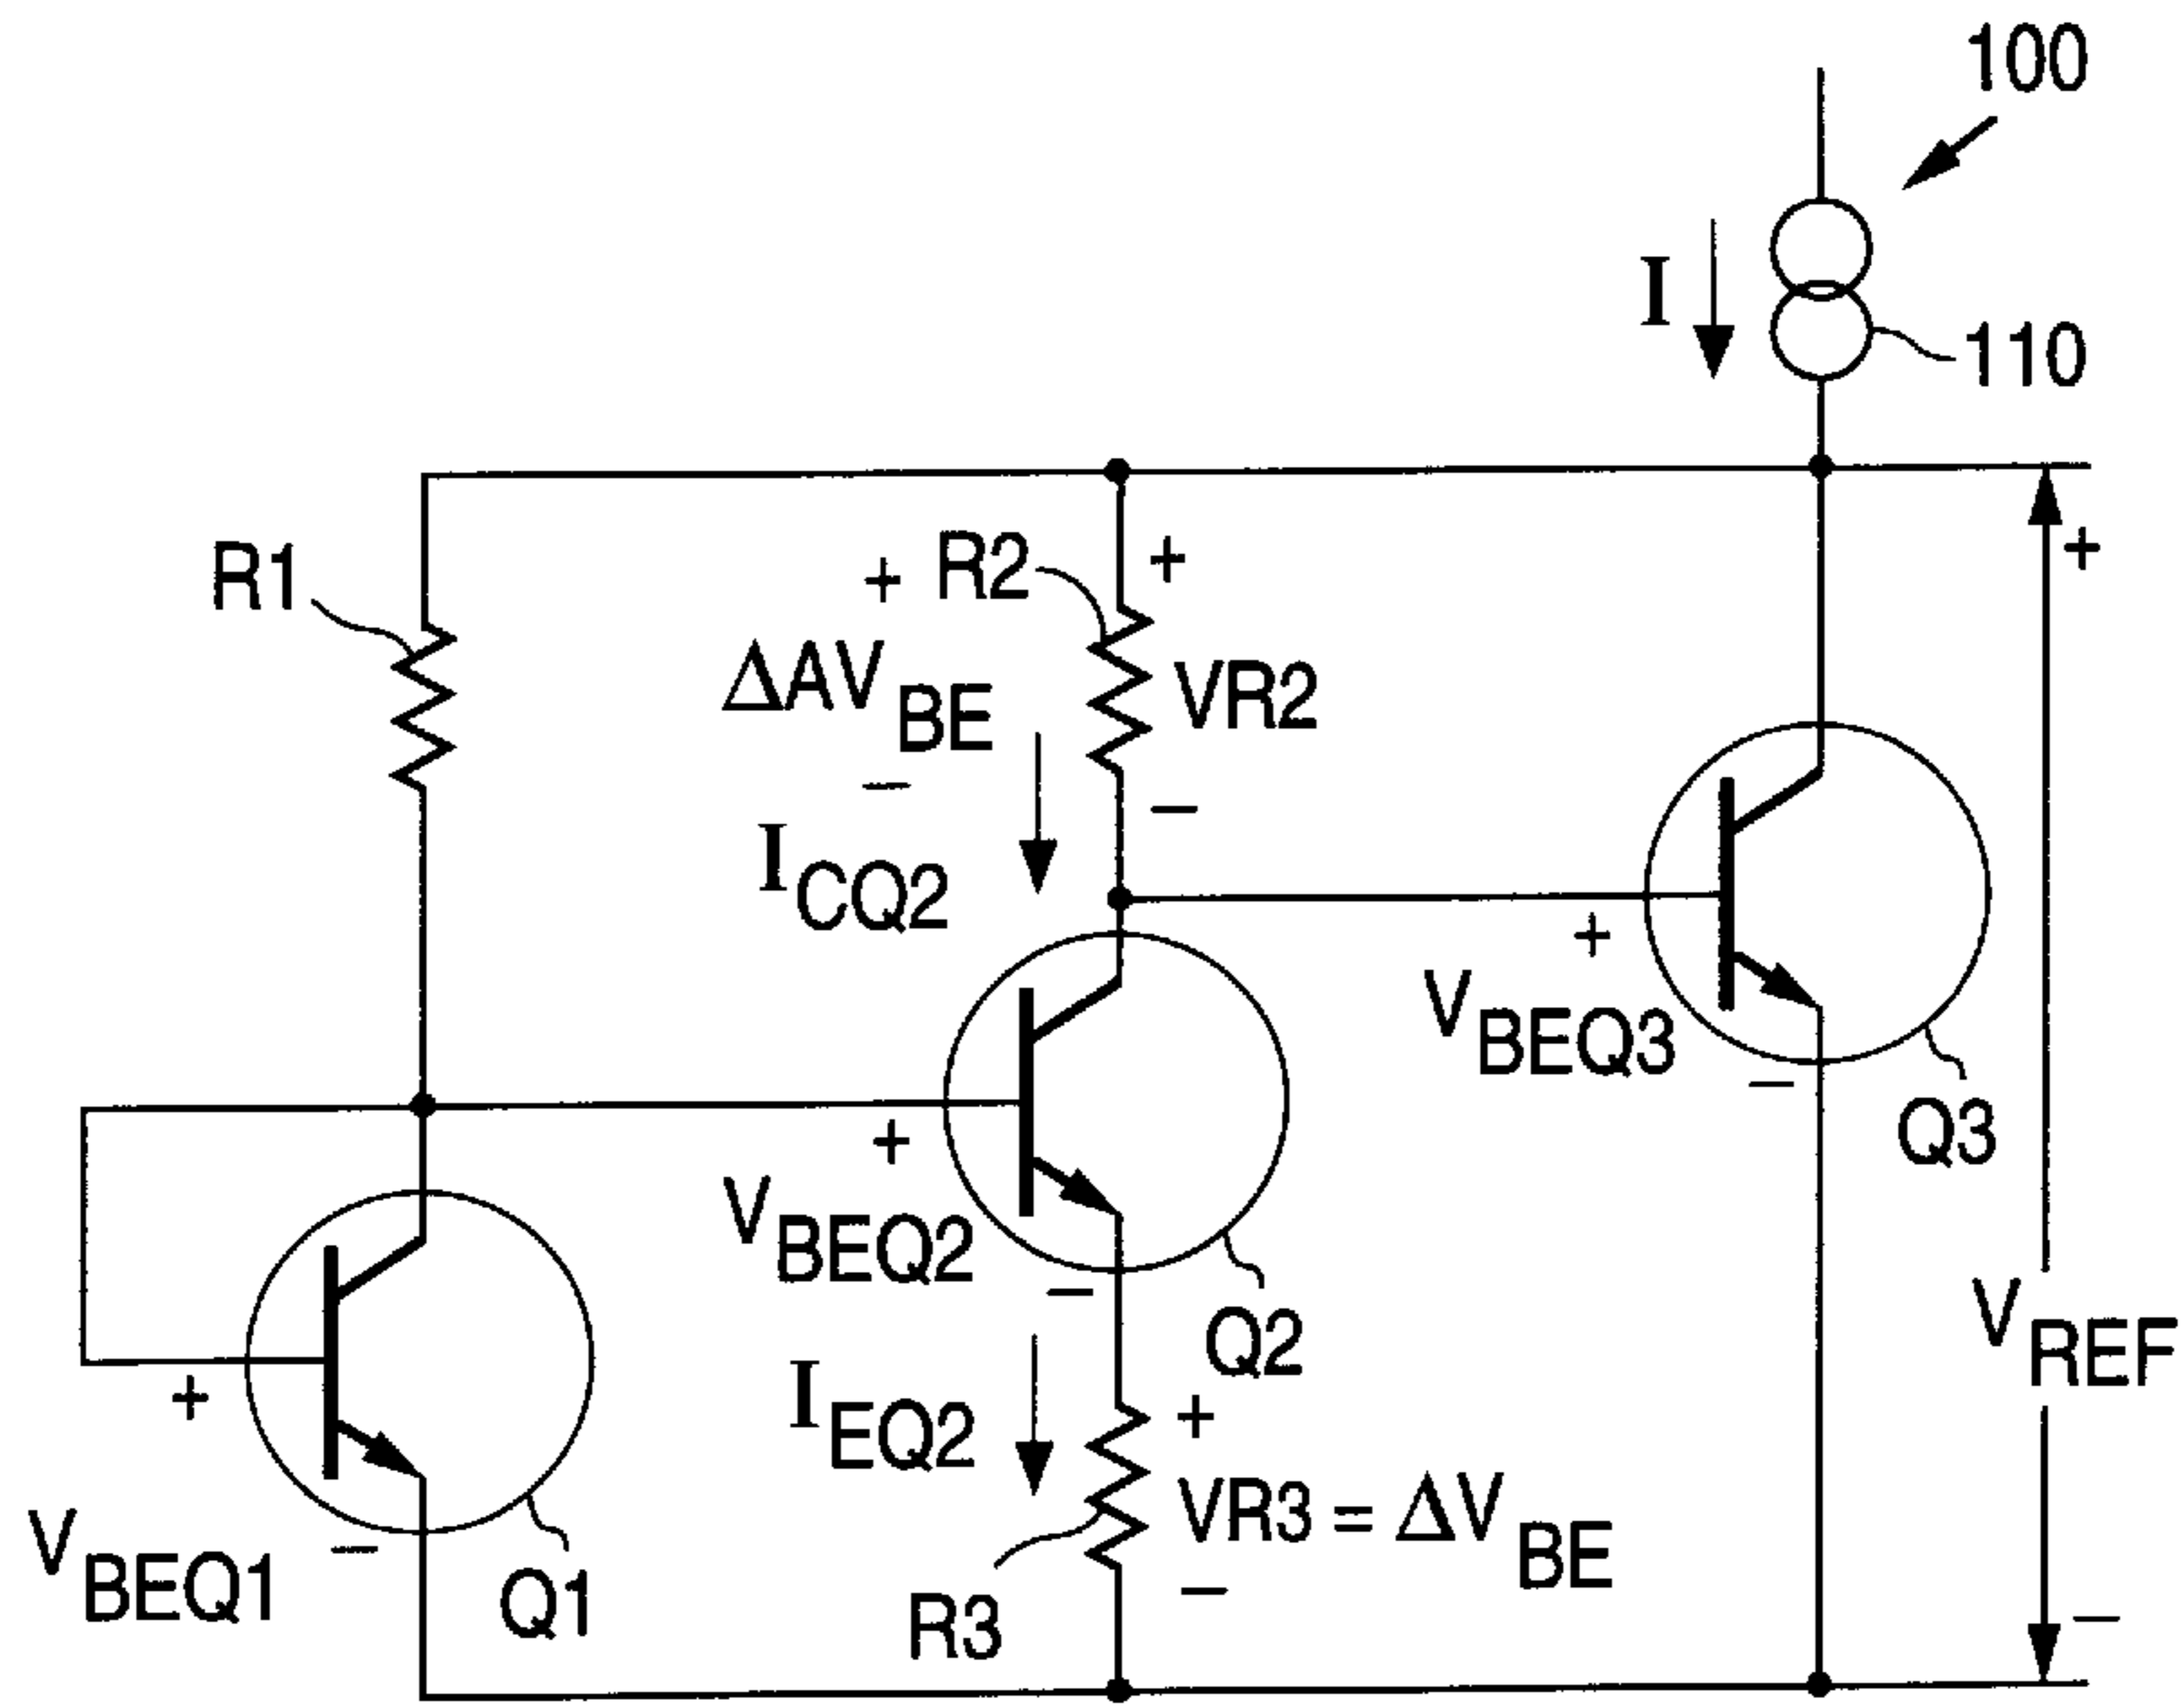 100
I
110
R1
+ R2 +
+
ΔAV BE
VR2
–
–
I CQ2
+
V BEQ3
–
Q3
+
V BEQ2
–
Q2
V REF
+
I EQ2
+
VR3 = ΔV BE
V BEQ1
–
Q1
R3
–
–